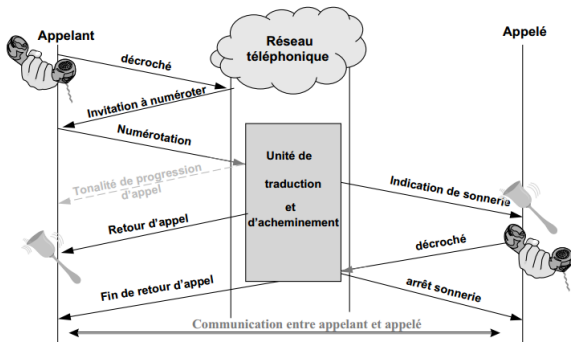 Appelant
Réseau
téléphonique
Appelé
décroché
Invitation à numéroter
Numérotation
Unité de
traduction
et
d'acheminement
Tonalité de progression
d'appel
Indication de sonnerie
Retour d'appel
décroché
Fin de retour d'appel
arrêt sonnerie
Communication entre appelant et appelé